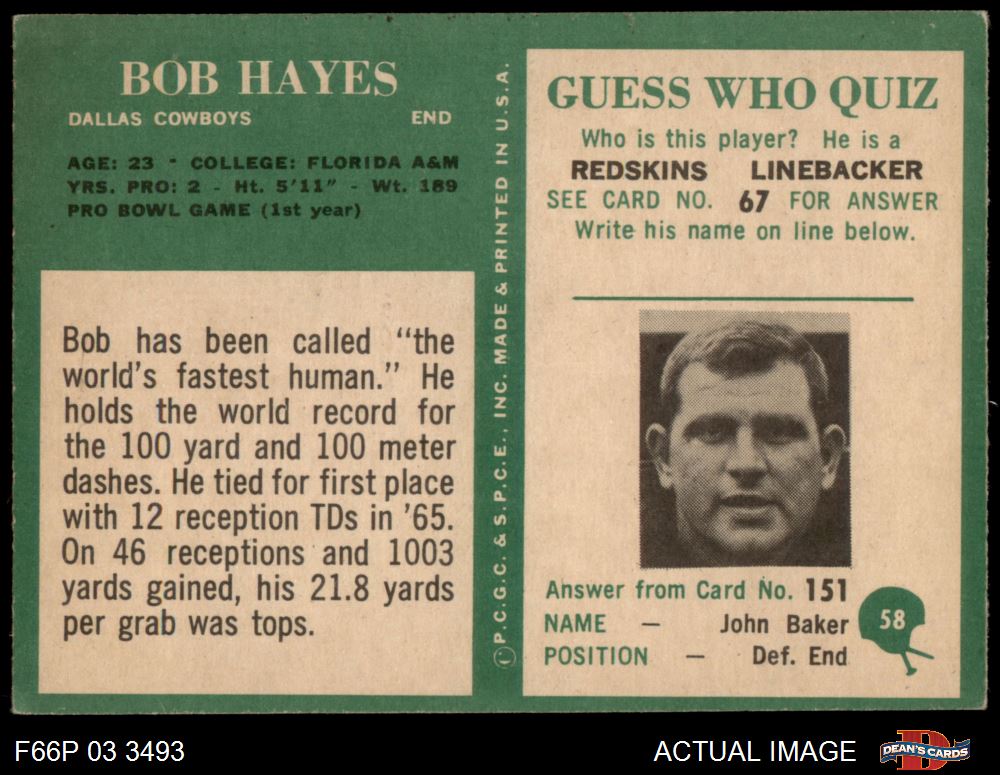 BOB HAYES
DALLAS COWBOYS END
AGE: 23 - COLLEGE: FLORIDA A&M
YRS. PRO: 2 - Ht. 5'11" - Wt. 189
PRO BOWL GAME (1st year)
Bob has been called "the
world's fastest human." He
holds the world record for
the 100 yard and 100 meter
dashes. He tied for first place
with 12 reception TDs in '65.
On 46 receptions and 1003
yards gained, his 21.8 yards
per grab was tops.
© P.C.G.C. & S.P.C.E., INC. MADE & PRINTED IN U.S.A.
GUESS WHO QUIZ
Who is this player? He is a
REDSKINS LINEBACKER
SEE CARD NO. 67 FOR ANSWER
Write his name on line below.
Answer from Card No. 151
NAME — John Baker
POSITION — Def. End
58
F66P 03 3493
ACTUAL IMAGE
D
DEAN'S CARDS